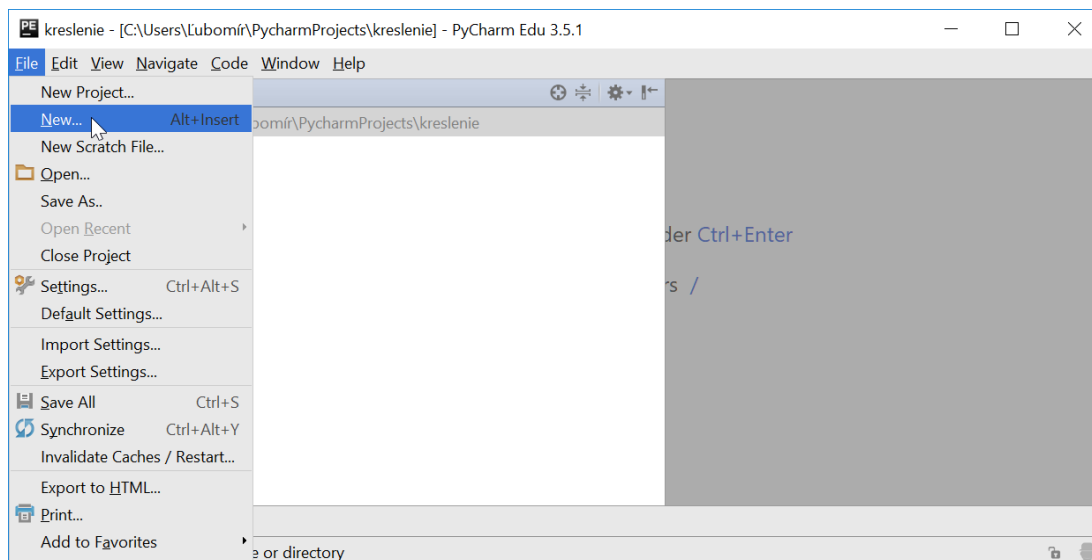 PE kreslenie - [C:\Users\Ľubomír\PycharmProjects\kreslenie] - PyCharm Edu 3.5.1
File Edit View Navigate Code Window Help
New Project...
New... Alt+Insert
bomír\PycharmProjects\kreslenie
New Scratch File...
Open...
Save As..
Open Recent
der Ctrl+Enter
Close Project
Settings... Ctrl+Alt+S
rs /
Default Settings...
Import Settings...
Export Settings...
Save All Ctrl+S
Synchronize Ctrl+Alt+Y
Invalidate Caches / Restart...
Export to HTML...
Print...
Add to Favorites
e or directory